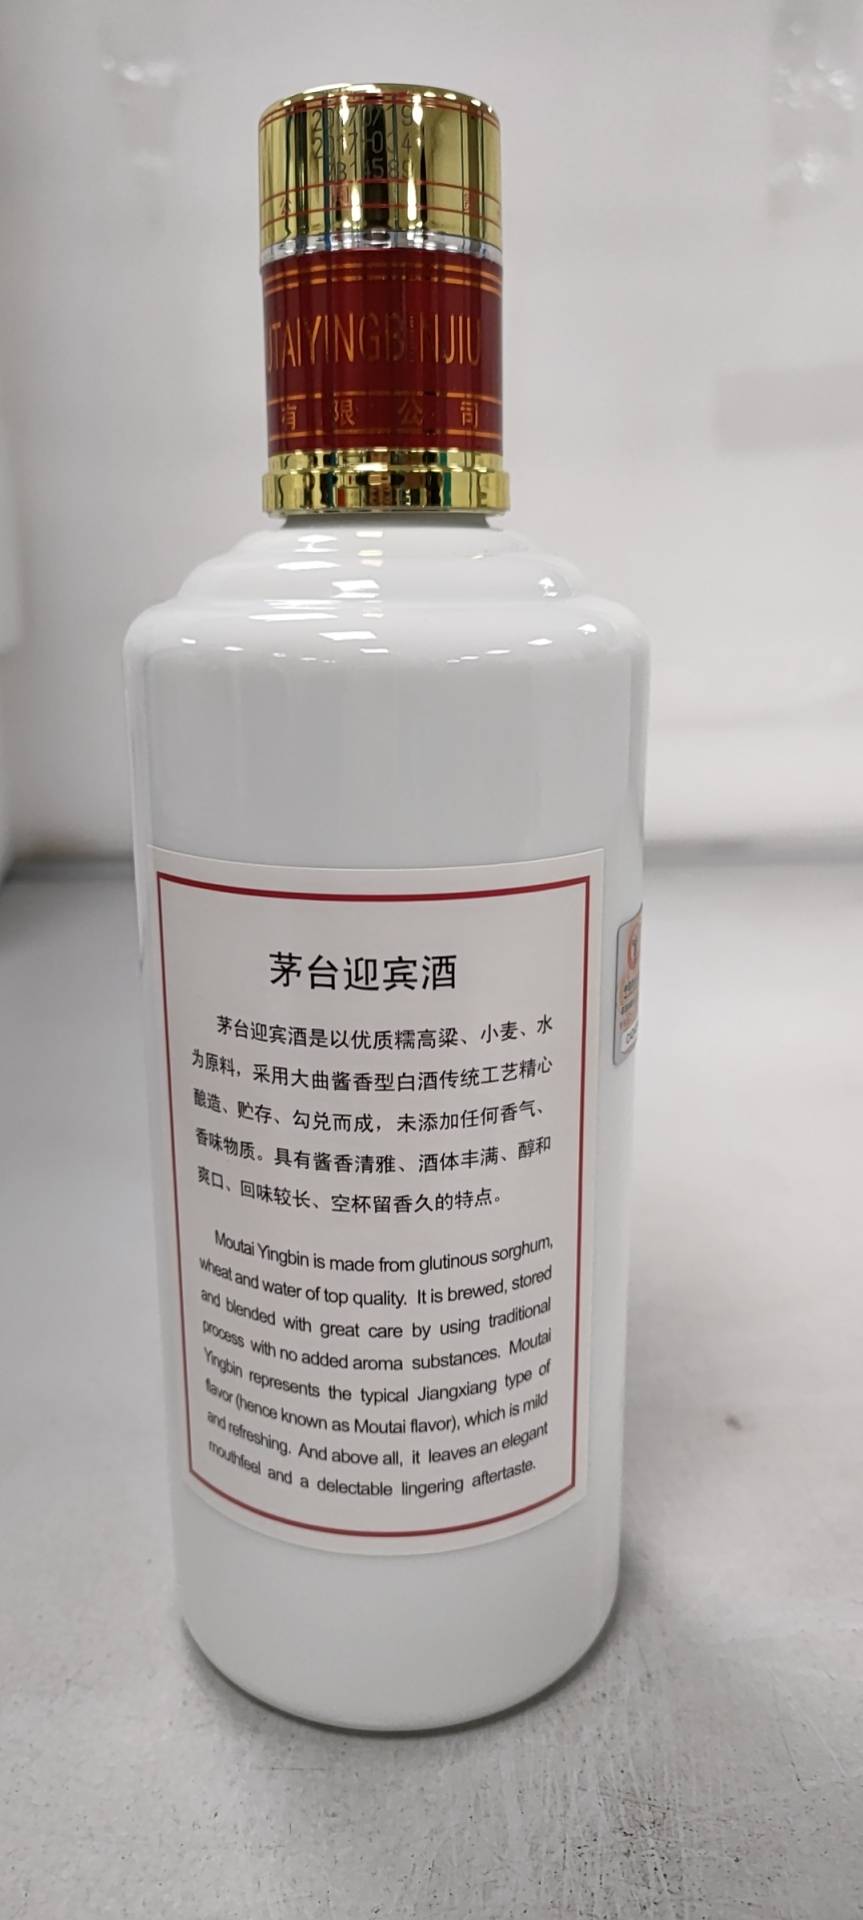 2017-034
UTAIYINGBINJIU
有限公司
茅台迎宾酒
茅台迎宾酒是以优质糯高粱、小麦、水
为原料，采用大曲酱香型白酒传统工艺精心
酿造、贮存、勾兑而成，未添加任何香气、
香味物质。具有酱香清雅、酒体丰满、醇和
爽口、回味较长、空杯留香久的特点。
Moutai Yingbin is made from glutinous sorghum,
wheat and water of top quality. It is brewed, stored
and blended with great care by using traditional
process with no added aroma substances. Moutai
Yingbin represents the typical Jiangxiang type of
flavor (hence known as Moutai flavor), which is mild
and refreshing. And above all, it leaves an elegant
mouthfeel and a delectable lingering aftertaste.